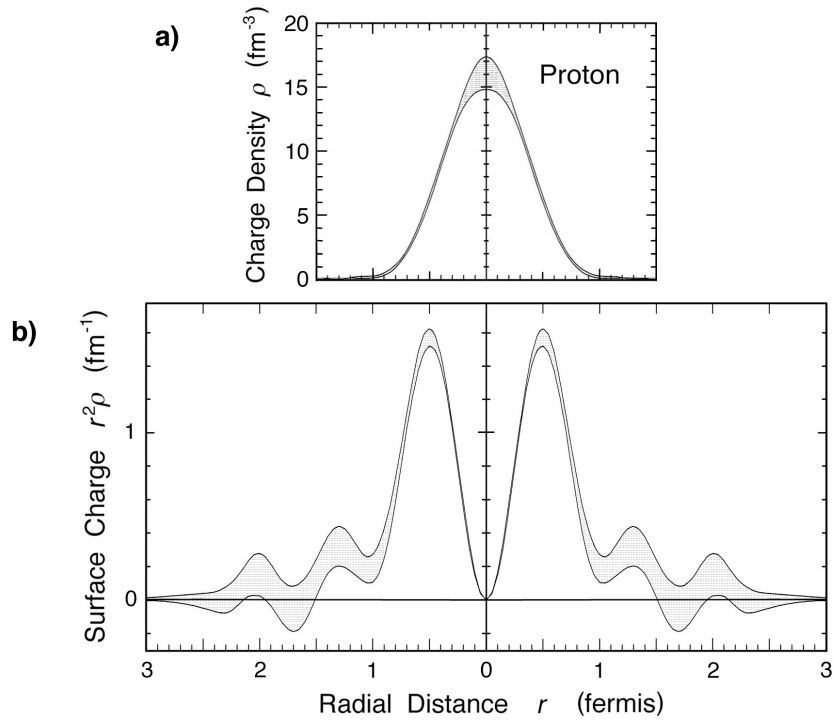 a)
Charge Density ρ (fm⁻³)
20
15
10
5
0
Proton
b)
Surface Charge r²ρ (fm⁻¹)
1
0
3 2 1 0 1 2 3
Radial Distance r (fermis)